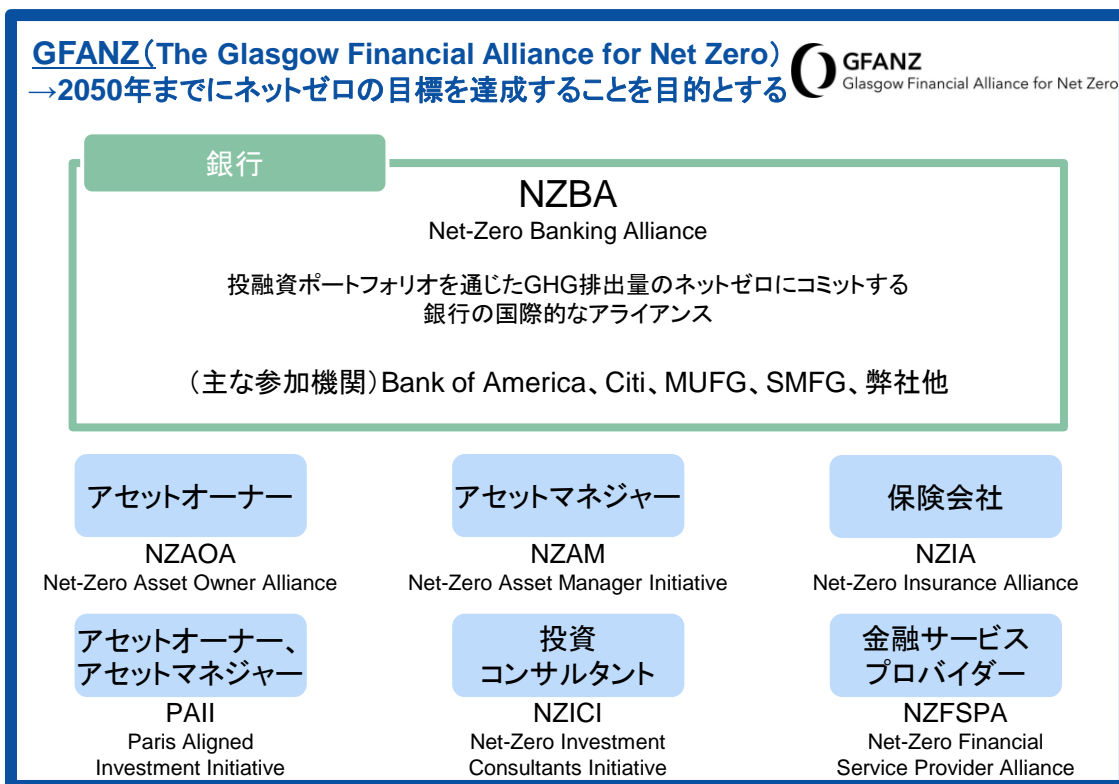 GFANZ(The Glasgow Financial Alliance for Net Zero)
→2050年までにネットゼロの目標を達成することを目的とする
GFANZ
Glasgow Financial Alliance for Net Zero
銀行
NZBA
Net-Zero Banking Alliance
投融資ポートフォリオを通じたGHG排出量のネットゼロにコミットする
銀行の国際的なアライアンス
(主な参加機関)Bank of America、Citi、MUFG、SMFG、弊社他
アセットオーナー
アセットマネジャー
保険会社
NZAOA
Net-Zero Asset Owner Alliance
NZAM
Net-Zero Asset Manager Initiative
NZIA
Net-Zero Insurance Alliance
アセットオーナー、
アセットマネジャー
投資
コンサルタント
金融サービス
プロバイダー
PAII
Paris Aligned
Investment Initiative
NZICI
Net-Zero Investment
Consultants Initiative
NZFSPA
Net-Zero Financial
Service Provider Alliance